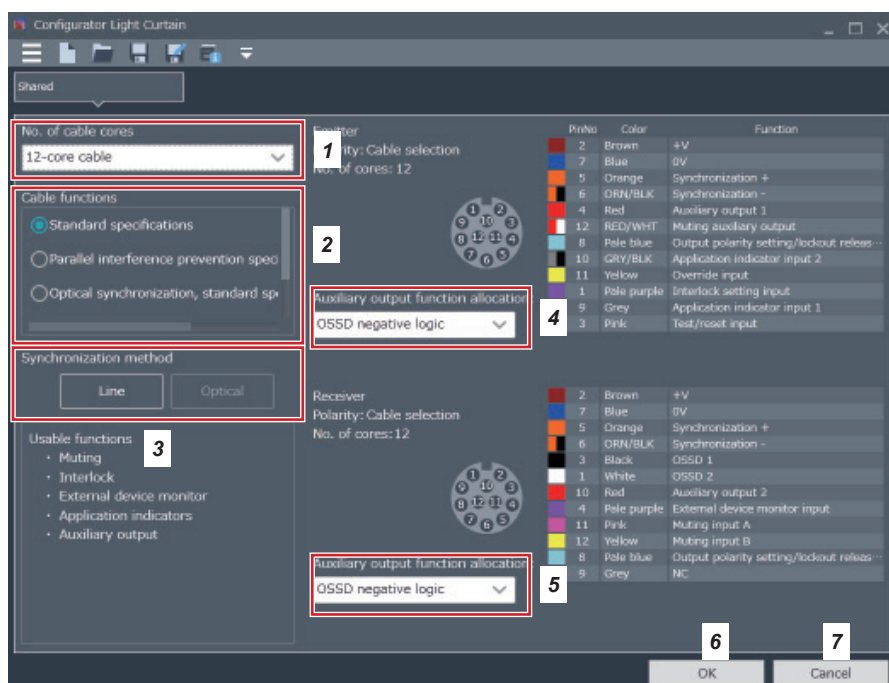 Configurator Light Curtain
Shared
No. of cable cores
12-core cable
1
Cable functions
Standard specifications
Parallel interference prevention speci
Optical synchronization, standard sp
2
Synchronization method
Line
Optical
3
Usable functions
・ Muting
・ Interlock
・ External device monitor
・ Application indicators
・ Auxiliary output
Emitter
Polarity: Cable selection
No. of cores: 12
Auxiliary output function allocation
OSSD negative logic
4
PinNo Color Function
2 Brown +V
7 Blue 0V
5 Orange Synchronization +
6 ORN/BLK Synchronization -
4 Red Auxiliary output 1
12 RED/WHT Muting auxiliary output
8 Pale blue Output polarity setting/lockout releas…
10 GRY/BLK Application indicator input 2
11 Yellow Override input
1 Pale purple Interlock setting input
9 Grey Application indicator input 1
3 Pink Test/reset input
Receiver
Polarity: Cable selection
No. of cores: 12
Auxiliary output function allocation
OSSD negative logic
5
2 Brown +V
7 Blue 0V
5 Orange Synchronization +
6 ORN/BLK Synchronization -
3 Black OSSD 1
1 White OSSD 2
10 Red Auxiliary output 2
4 Pale purple External device monitor input
11 Pink Muting input A
12 Yellow Muting input B
8 Pale blue Output polarity setting/lockout releas…
9 Grey NC
6
7
OK
Cancel